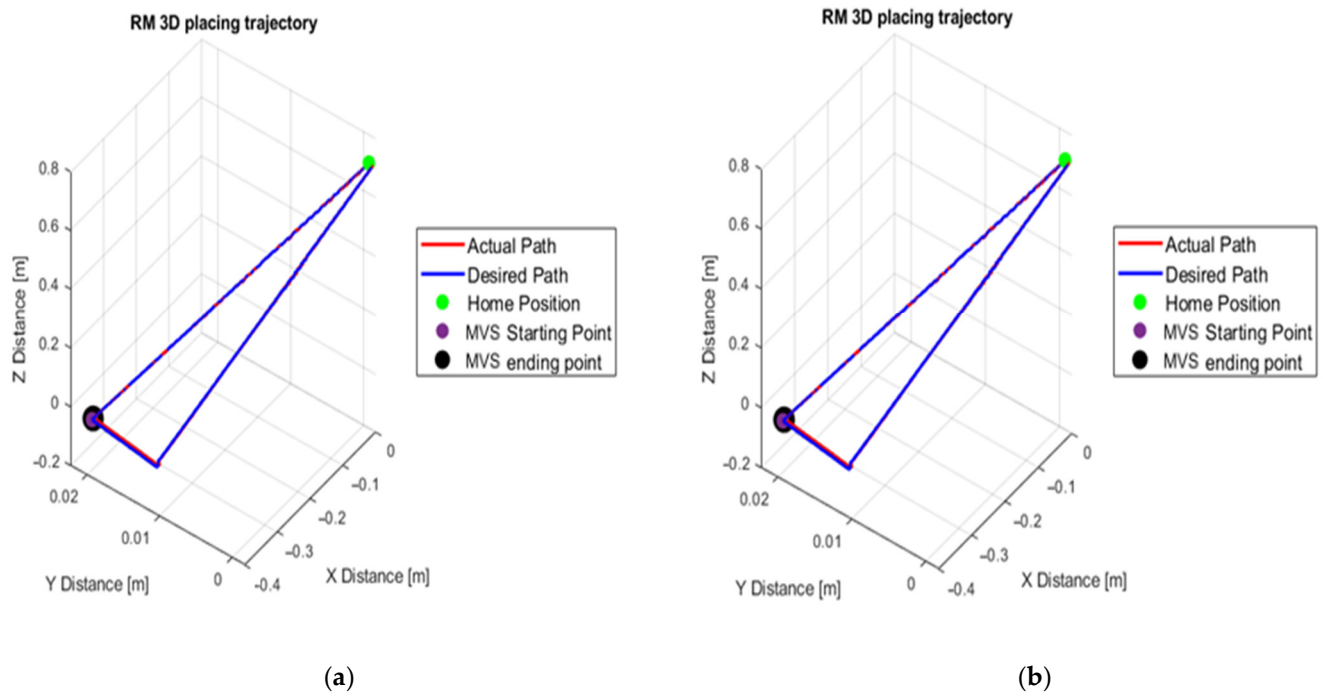 RM 3D placing trajectory
0.8
0.6
0.4
0.2
0
-0.2
Z Distance [m]
0.02
0.01
0
Y Distance [m]
0
-0.1
-0.2
-0.3
-0.4
X Distance [m]
Actual Path
Desired Path
Home Position
MVS Starting Point
MVS ending point
(a)
RM 3D placing trajectory
0.8
0.6
0.4
0.2
0
-0.2
Z Distance [m]
0.02
0.01
0
Y Distance [m]
0
-0.1
-0.2
-0.3
-0.4
X Distance [m]
Actual Path
Desired Path
Home Position
MVS Starting Point
MVS ending point
(b)